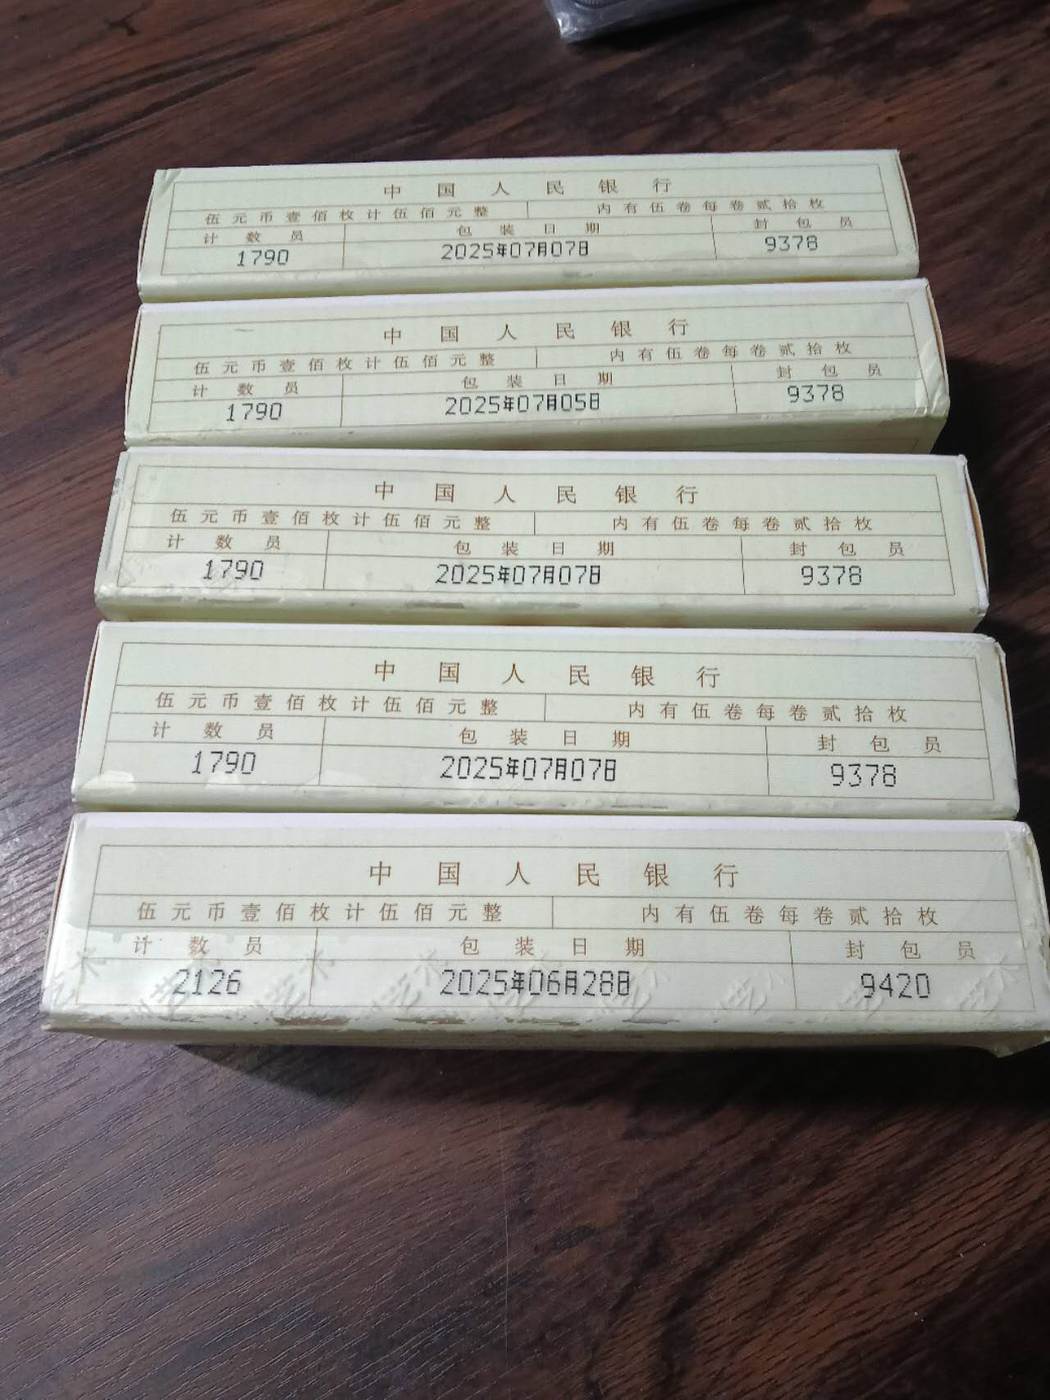 中国人民银行
伍元币壹佰枚计伍佰元整 内有伍卷每卷贰拾枚
计数员 包装日期 封包员
1790 2025年07月07日 9378
中国人民银行
伍元币壹佰枚计伍佰元整 内有伍卷每卷贰拾枚
计数员 包装日期 封包员
1790 2025年07月05日 9378
中国人民银行
伍元币壹佰枚计伍佰元整 内有伍卷每卷贰拾枚
计数员 包装日期 封包员
1790 2025年07月07日 9378
中国人民银行
伍元币壹佰枚计伍佰元整 内有伍卷每卷贰拾枚
计数员 包装日期 封包员
1790 2025年07月07日 9378
中国人民银行
伍元币壹佰枚计伍佰元整 内有伍卷每卷贰拾枚
计数员 包装日期 封包员
2126 2025年06月28日 9420